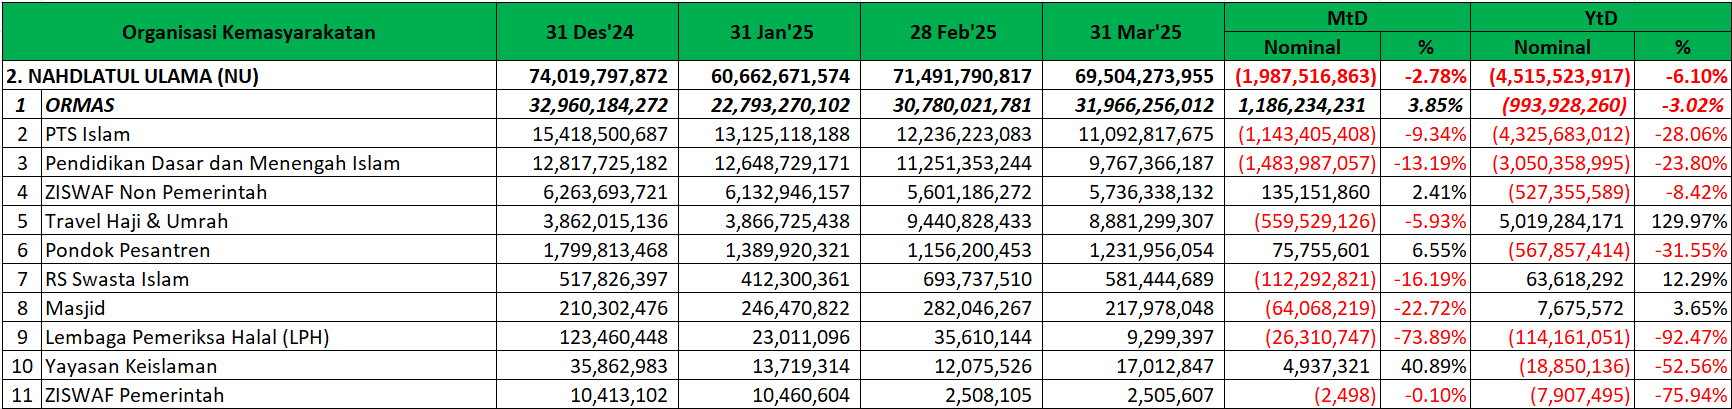 Organisasi Kemasyarakatan 31 Des'24 31 Jan'25 28 Feb'25 31 Mar'25 MtD YtD
Nominal % Nominal %
2. NAHDLATUL ULAMA (NU) 74,019,797,872 60,662,671,574 71,491,790,817 69,504,273,955 (1,987,516,863) -2.78% (4,515,523,917) -6.10%
1 ORMAS 32,960,184,272 22,793,270,102 30,780,021,781 31,966,256,012 1,186,234,231 3.85% (993,928,260) -3.02%
2 PTS Islam 15,418,500,687 13,125,118,188 12,236,223,083 11,092,817,675 (1,143,405,408) -9.34% (4,325,683,012) -28.06%
3 Pendidikan Dasar dan Menengah Islam 12,817,725,182 12,648,729,171 11,251,353,244 9,767,366,187 (1,483,987,057) -13.19% (3,050,358,995) -23.80%
4 ZISWAF Non Pemerintah 6,263,693,721 6,132,946,157 5,601,186,272 5,736,338,132 135,151,860 2.41% (527,355,589) -8.42%
5 Travel Haji & Umrah 3,862,015,136 3,866,725,438 9,440,828,433 8,881,299,307 (559,529,126) -5.93% 5,019,284,171 129.97%
6 Pondok Pesantren 1,799,813,468 1,389,920,321 1,156,200,453 1,231,956,054 75,755,601 6.55% (567,857,414) -31.55%
7 RS Swasta Islam 517,826,397 412,300,361 693,737,510 581,444,689 (112,292,821) -16.19% 63,618,292 12.29%
8 Masjid 210,302,476 246,470,822 282,046,267 217,978,048 (64,068,219) -22.72% 7,675,572 3.65%
9 Lembaga Pemeriksa Halal (LPH) 123,460,448 23,011,096 35,610,144 9,299,397 (26,310,747) -73.89% (114,161,051) -92.47%
10 Yayasan Keislaman 35,862,983 13,719,314 12,075,526 17,012,847 4,937,321 40.89% (18,850,136) -52.56%
11 ZISWAF Pemerintah 10,413,102 10,460,604 2,508,105 2,505,607 (2,498) -0.10% (7,907,495) -75.94%